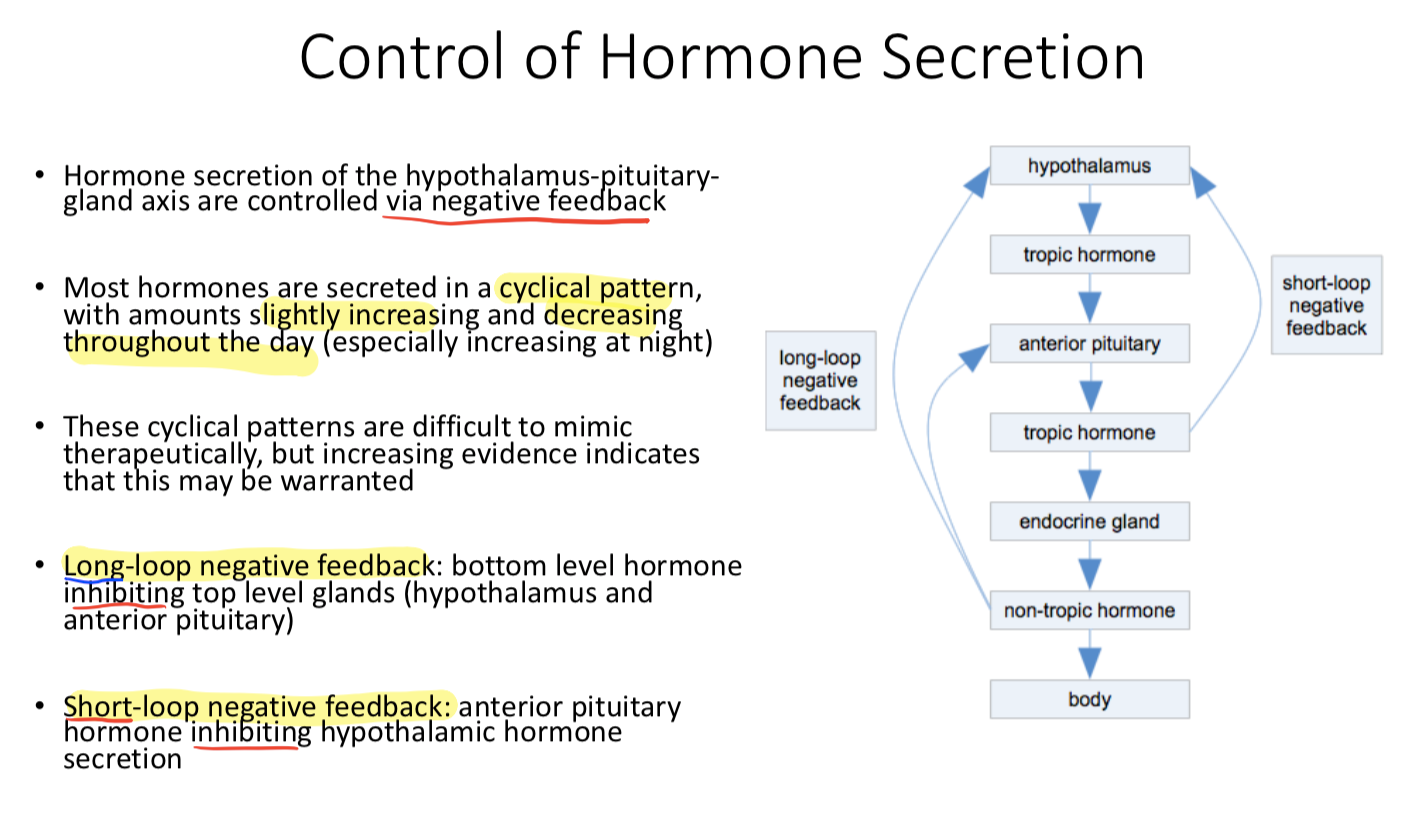 Control of Hormone Secretion
• Hormone secretion of the hypothalamus-pituitary-
gland axis are controlled via negative feedback
• Most hormones are secreted in a cyclical pattern,
with amounts slightly increasing and decreasing
throughout the day (especially increasing at night)
• These cyclical patterns are difficult to mimic
therapeutically, but increasing evidence indicates
that this may be warranted
• Long-loop negative feedback: bottom level hormone
inhibiting top level glands (hypothalamus and
anterior pituitary)
• Short-loop negative feedback: anterior pituitary
hormone inhibiting hypothalamic hormone
secretion
hypothalamus
tropic hormone
short-loop
negative
feedback
anterior pituitary
long-loop
negative
feedback
tropic hormone
endocrine gland
non-tropic hormone
body